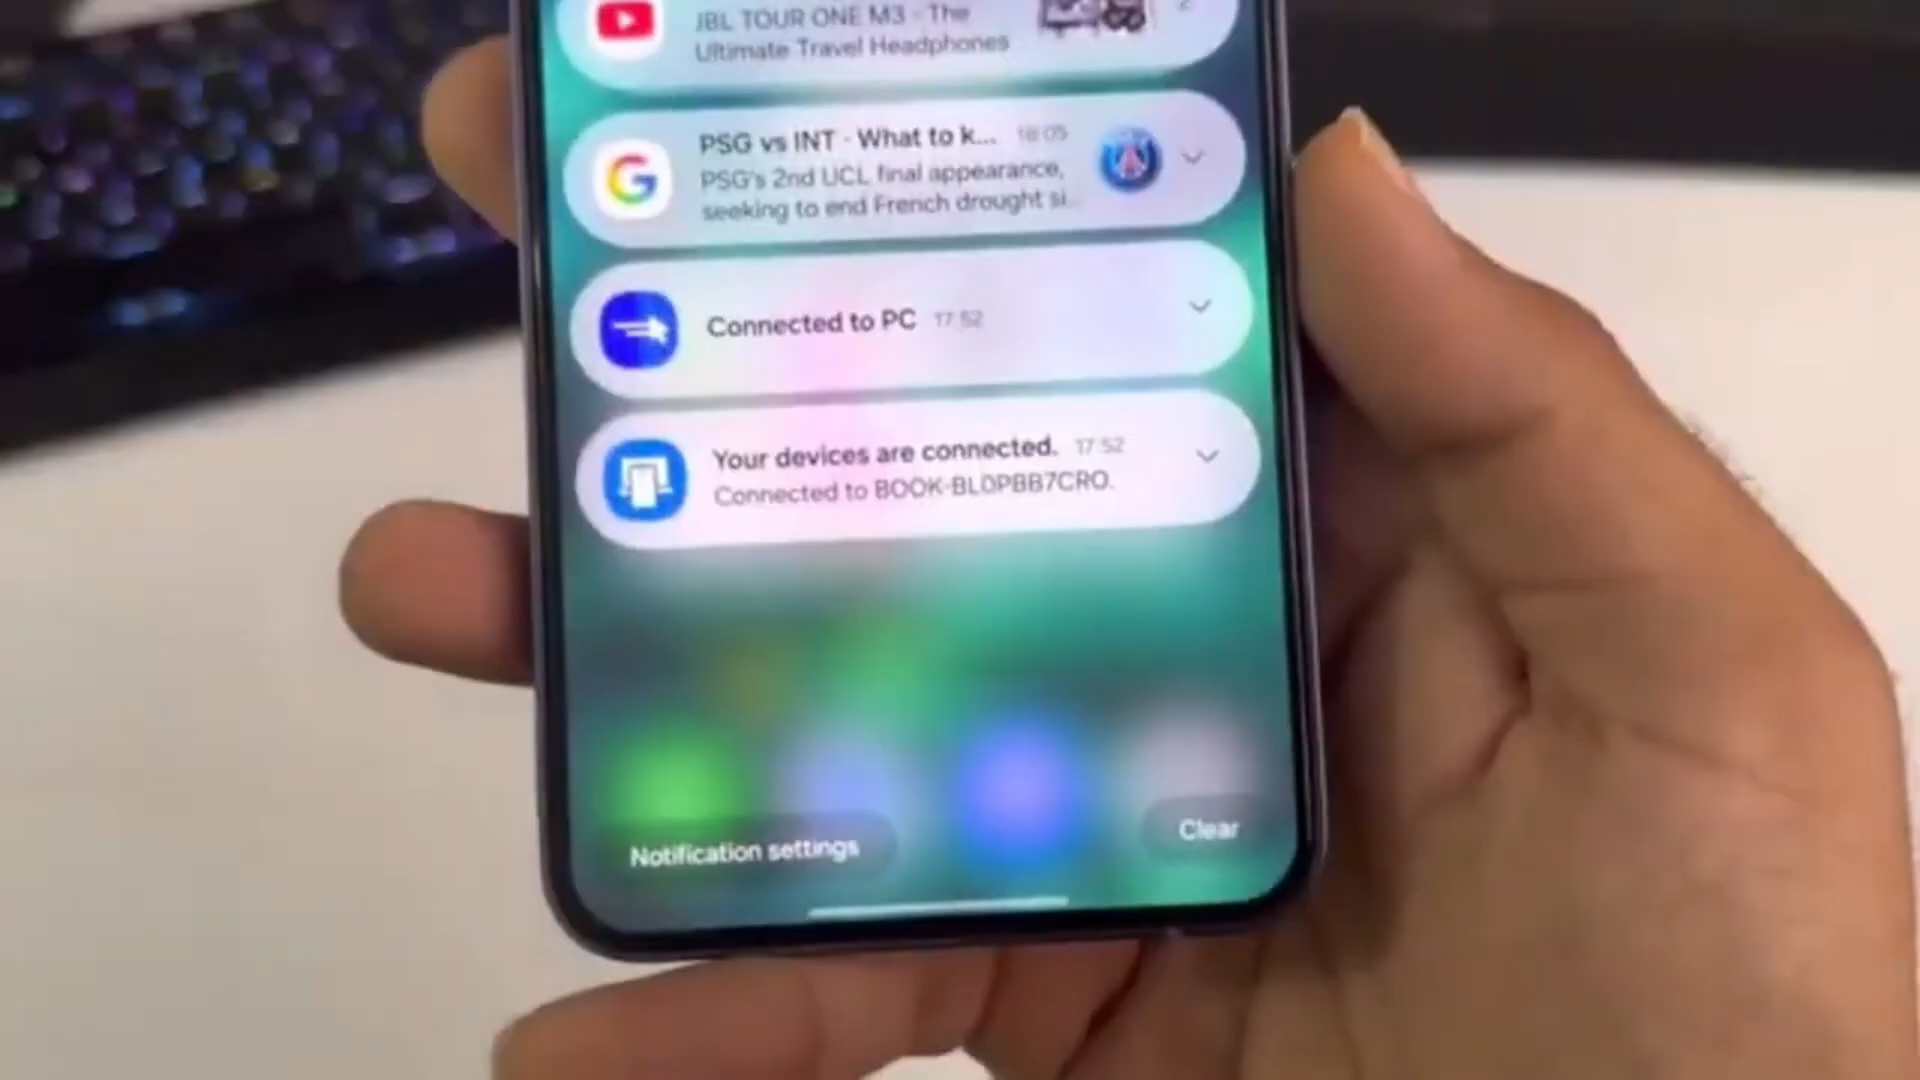 JBL TOUR ONE M3 - The
Ultimate Travel Headphones
2
PSG vs INT · What to k... 18:05
PSG's 2nd UCL final appearance,
seeking to end French drought si...
Connected to PC 17:52
Your devices are connected. 17:52
Connected to BOOK-BL0PBB7CRO.
Notification settings
Clear